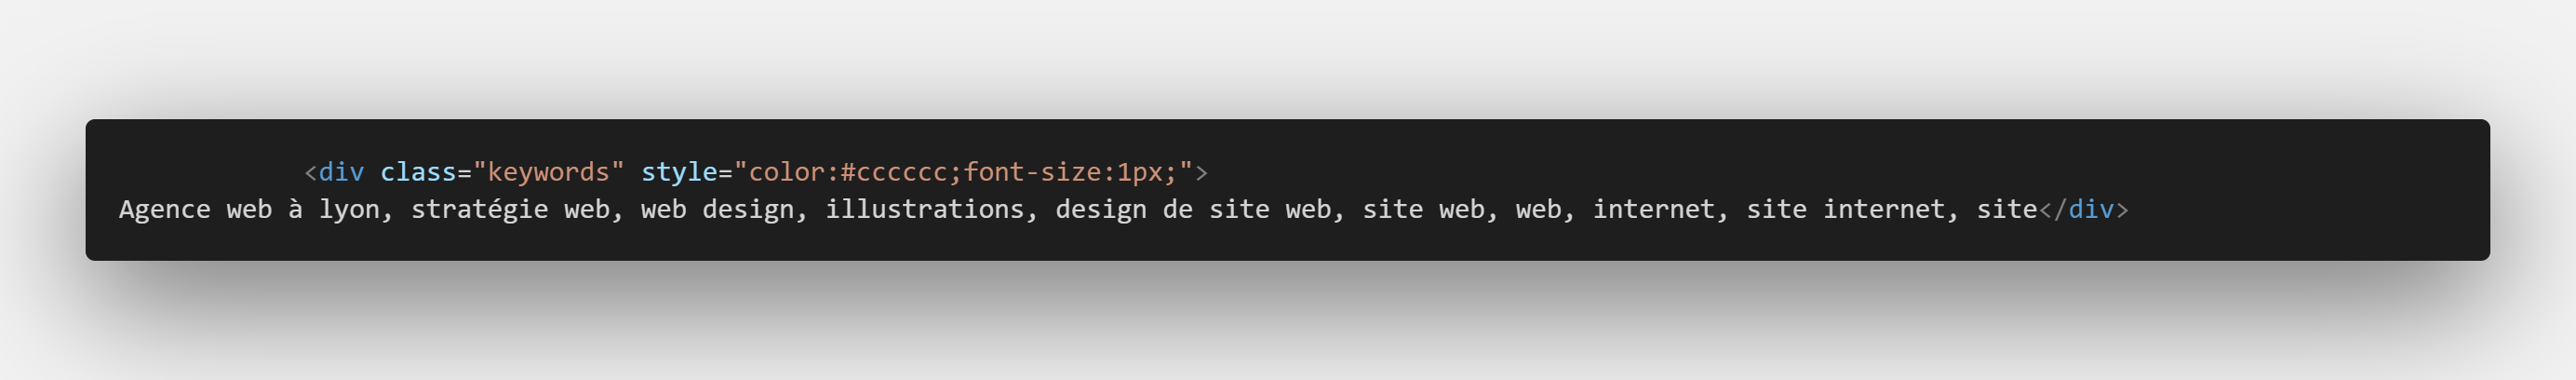 <div class="keywords" style="color:#cccccc;font-size:1px;">
Agence web à lyon, stratégie web, web design, illustrations, design de site web, site web, web, internet, site internet, site</div>